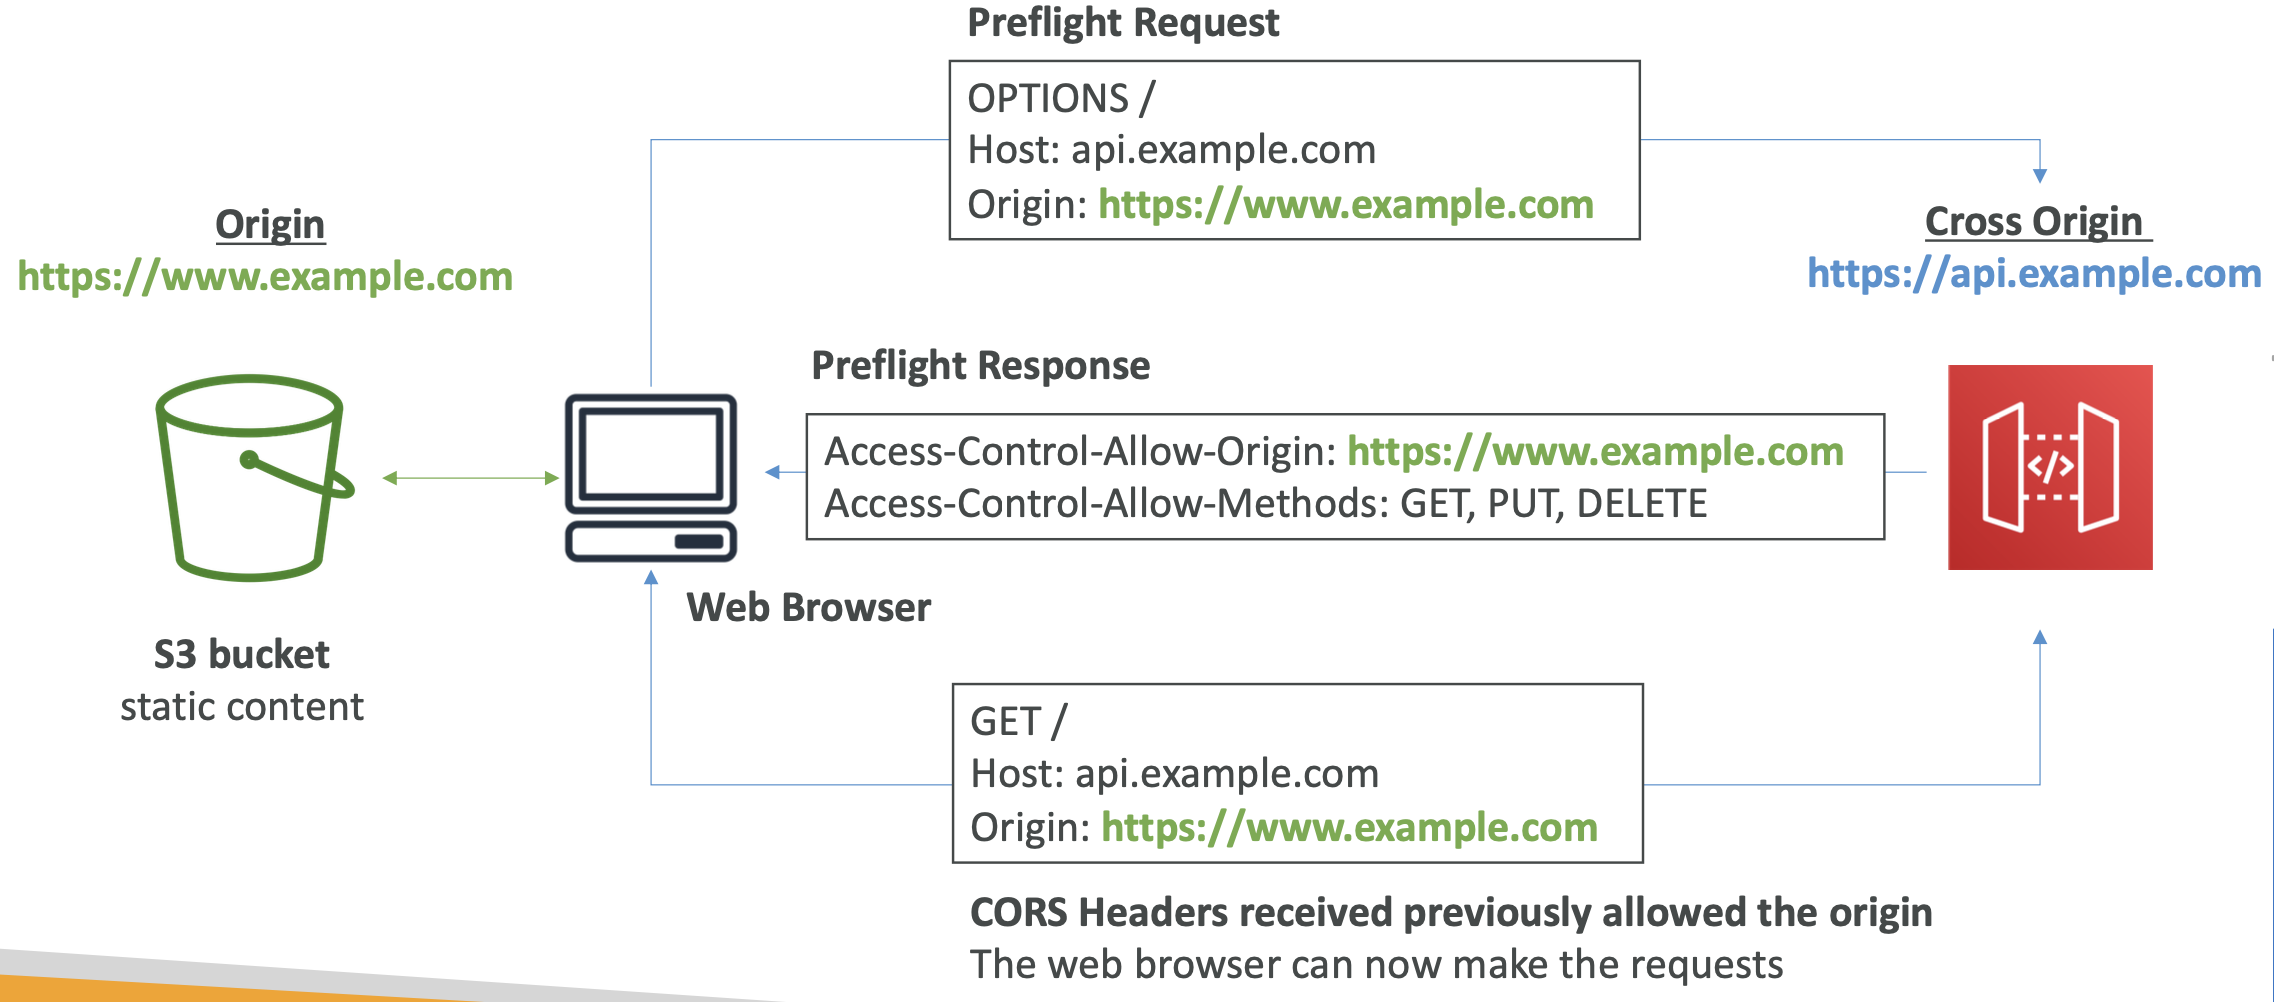 Preflight Request
OPTIONS /
Host: api.example.com
Origin: https://www.example.com
Origin
https://www.example.com
Cross Origin
https://api.example.com
Preflight Response
Access-Control-Allow-Origin: https://www.example.com
Access-Control-Allow-Methods: GET, PUT, DELETE
</>
Web Browser
S3 bucket
static content
GET /
Host: api.example.com
Origin: https://www.example.com
CORS Headers received previously allowed the origin
The web browser can now make the requests